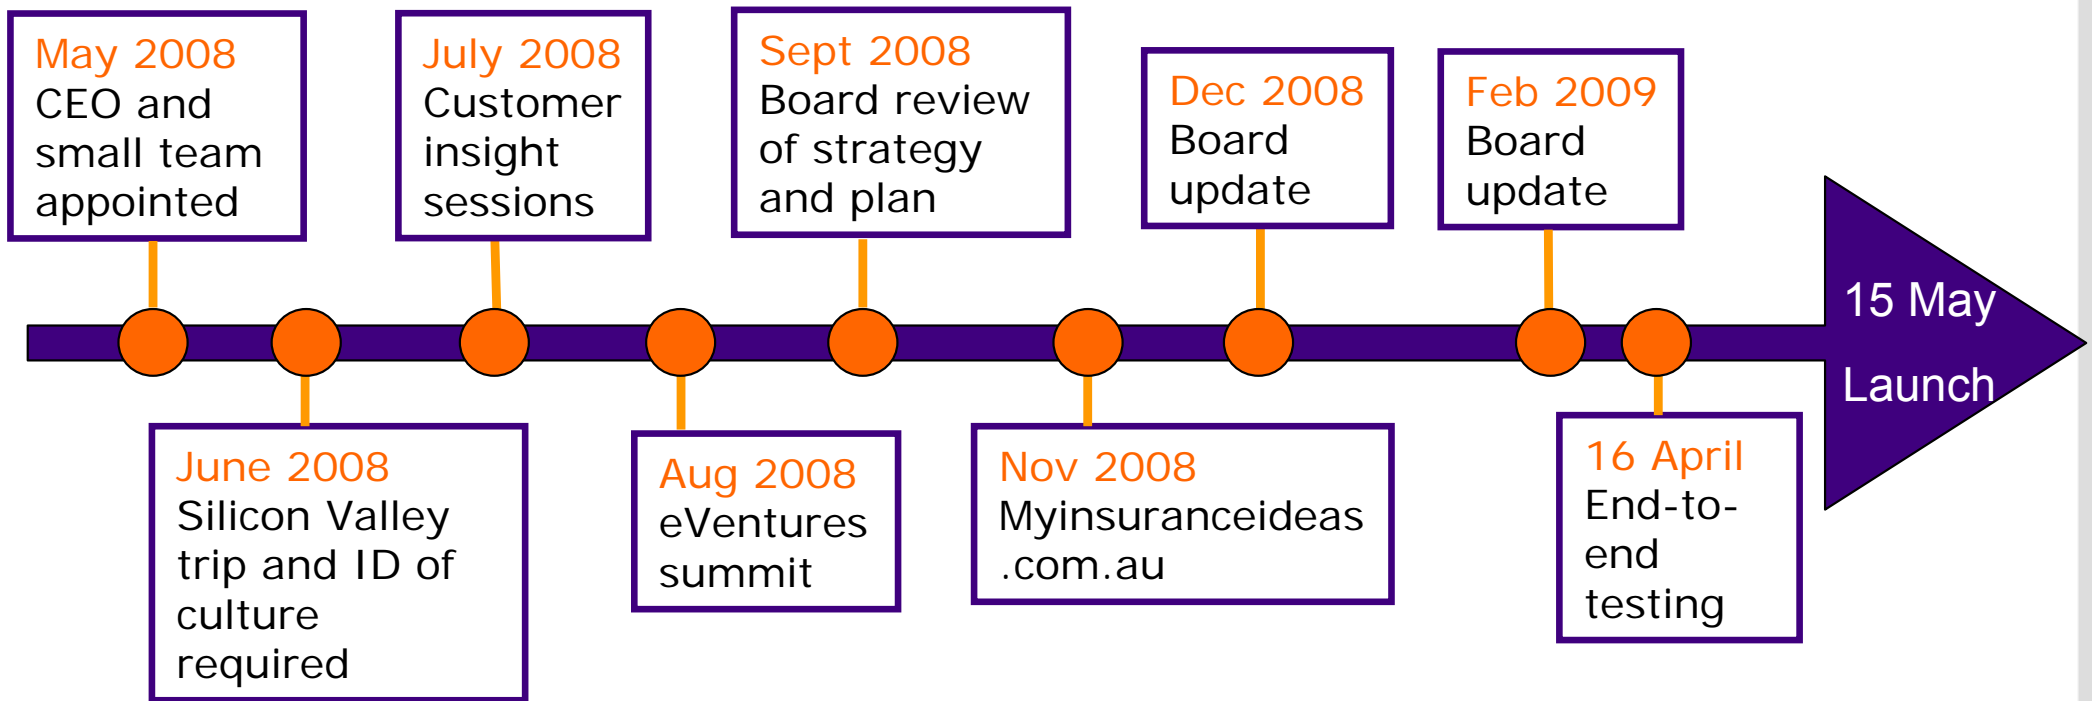 May 2008
CEO and
small team
appointed
June 2008
Silicon Valley
trip and ID of
culture
required
July 2008
Customer
insight
sessions
Aug 2008
eVentures
summit
Sept 2008
Board review
of strategy
and plan
Nov 2008
Myinsuranceideas
.com.au
Dec 2008
Board
update
Feb 2009
Board
update
16 April
End-to-
end
testing
15 May
Launch